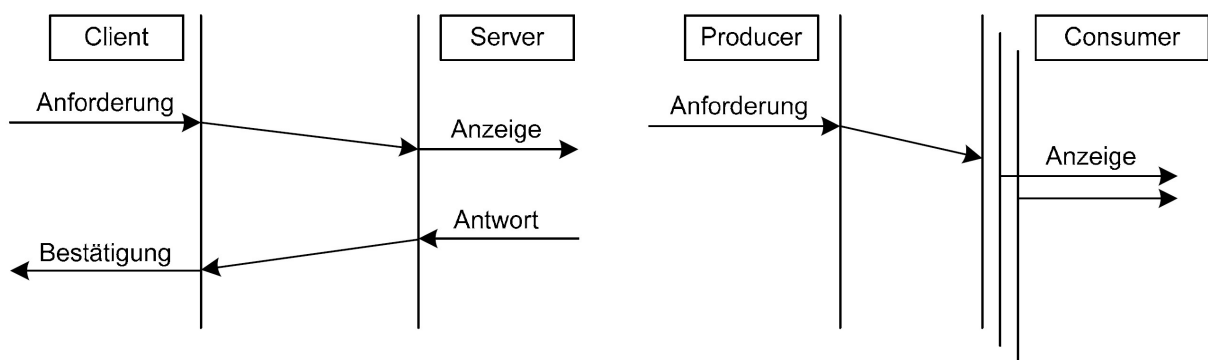 Client
Server
Anforderung
Anzeige
Antwort
Bestätigung
Producer
Consumer
Anforderung
Anzeige